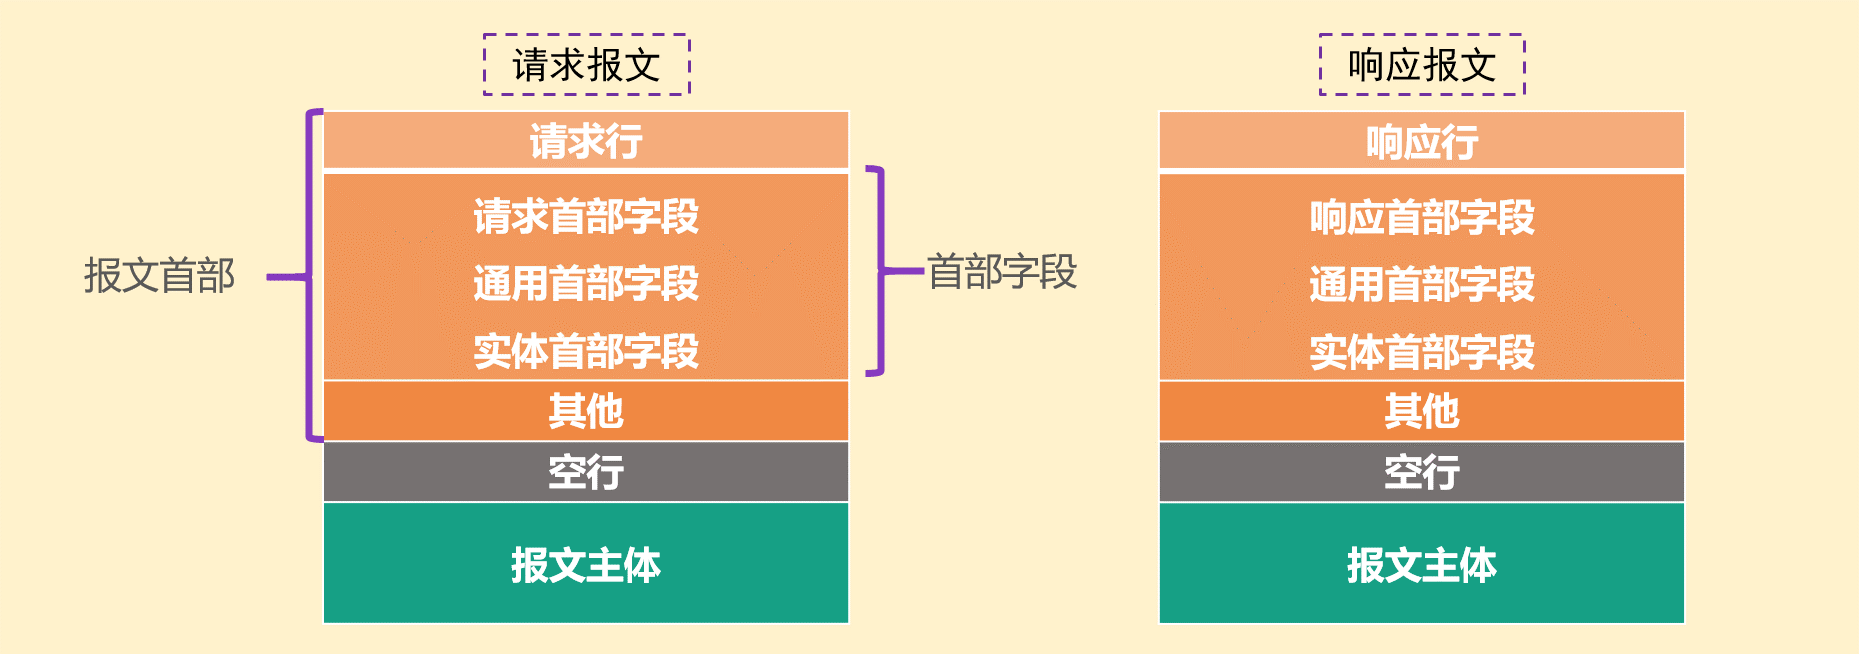 请求报文
请求行
请求首部字段
通用首部字段
实体首部字段
其他
空行
报文主体
报文首部
首部字段
响应报文
响应行
响应首部字段
通用首部字段
实体首部字段
其他
空行
报文主体